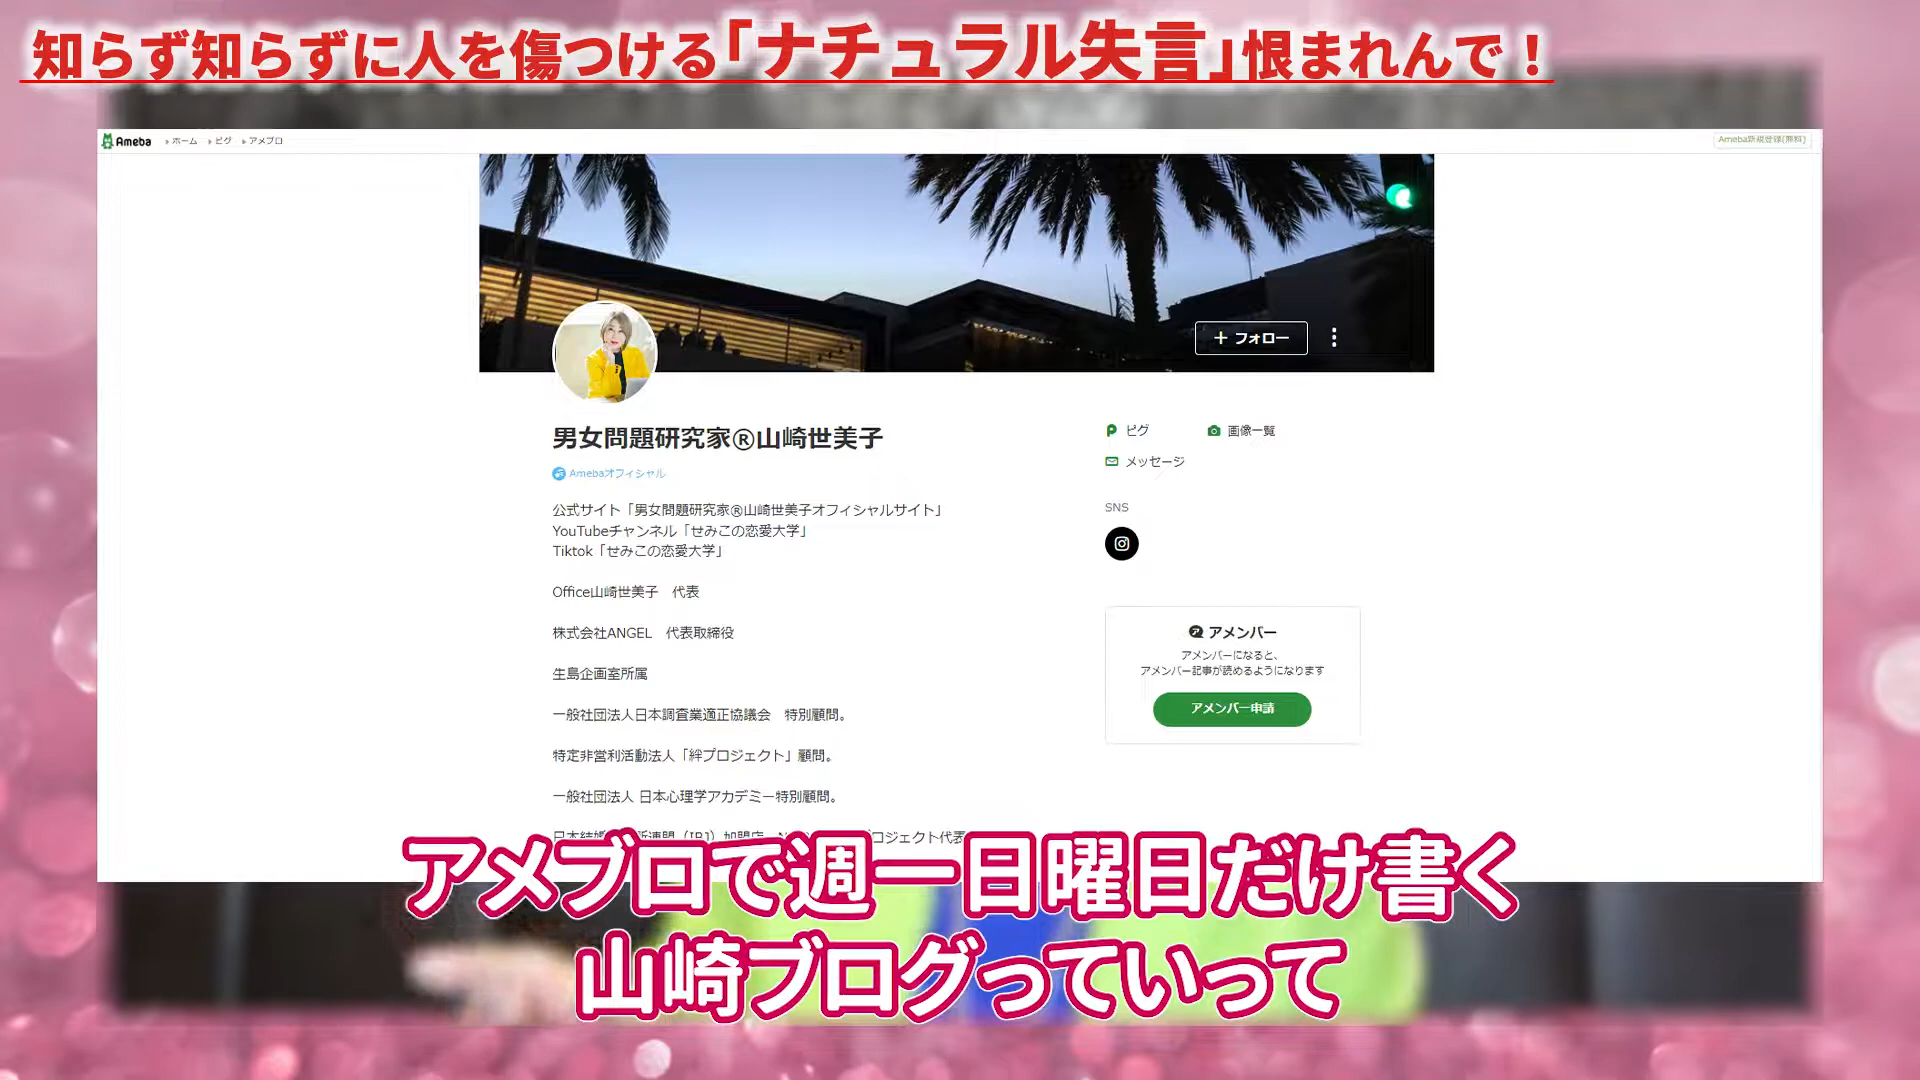 知らず知らずに人を傷つける「ナチュラル失言」恨まれんで！
Ameba ホーム ピグ アメブロ
Ameba新規登録(無料)
フォロー
男女問題研究家®山崎世美子
Amebaオフィシャル
公式サイト「男女問題研究家®山崎世美子オフィシャルサイト」
YouTubeチャンネル「せみこの恋愛大学」
Tiktok「せみこの恋愛大学」
Office山崎世美子　代表
株式会社ANGEL　代表取締役
生島企画室所属
一般社団法人日本調査業適正協議会　特別顧問。
特定非営利活動法人「絆プロジェクト」顧問。
一般社団法人 日本心理学アカデミー特別顧問。
ピグ 画像一覧
メッセージ
SNS
アメンバー
アメンバーになると、
アメンバー記事が読めるようになります
アメンバー申請
アメブロで週一日曜日だけ書く
山崎ブログっていって